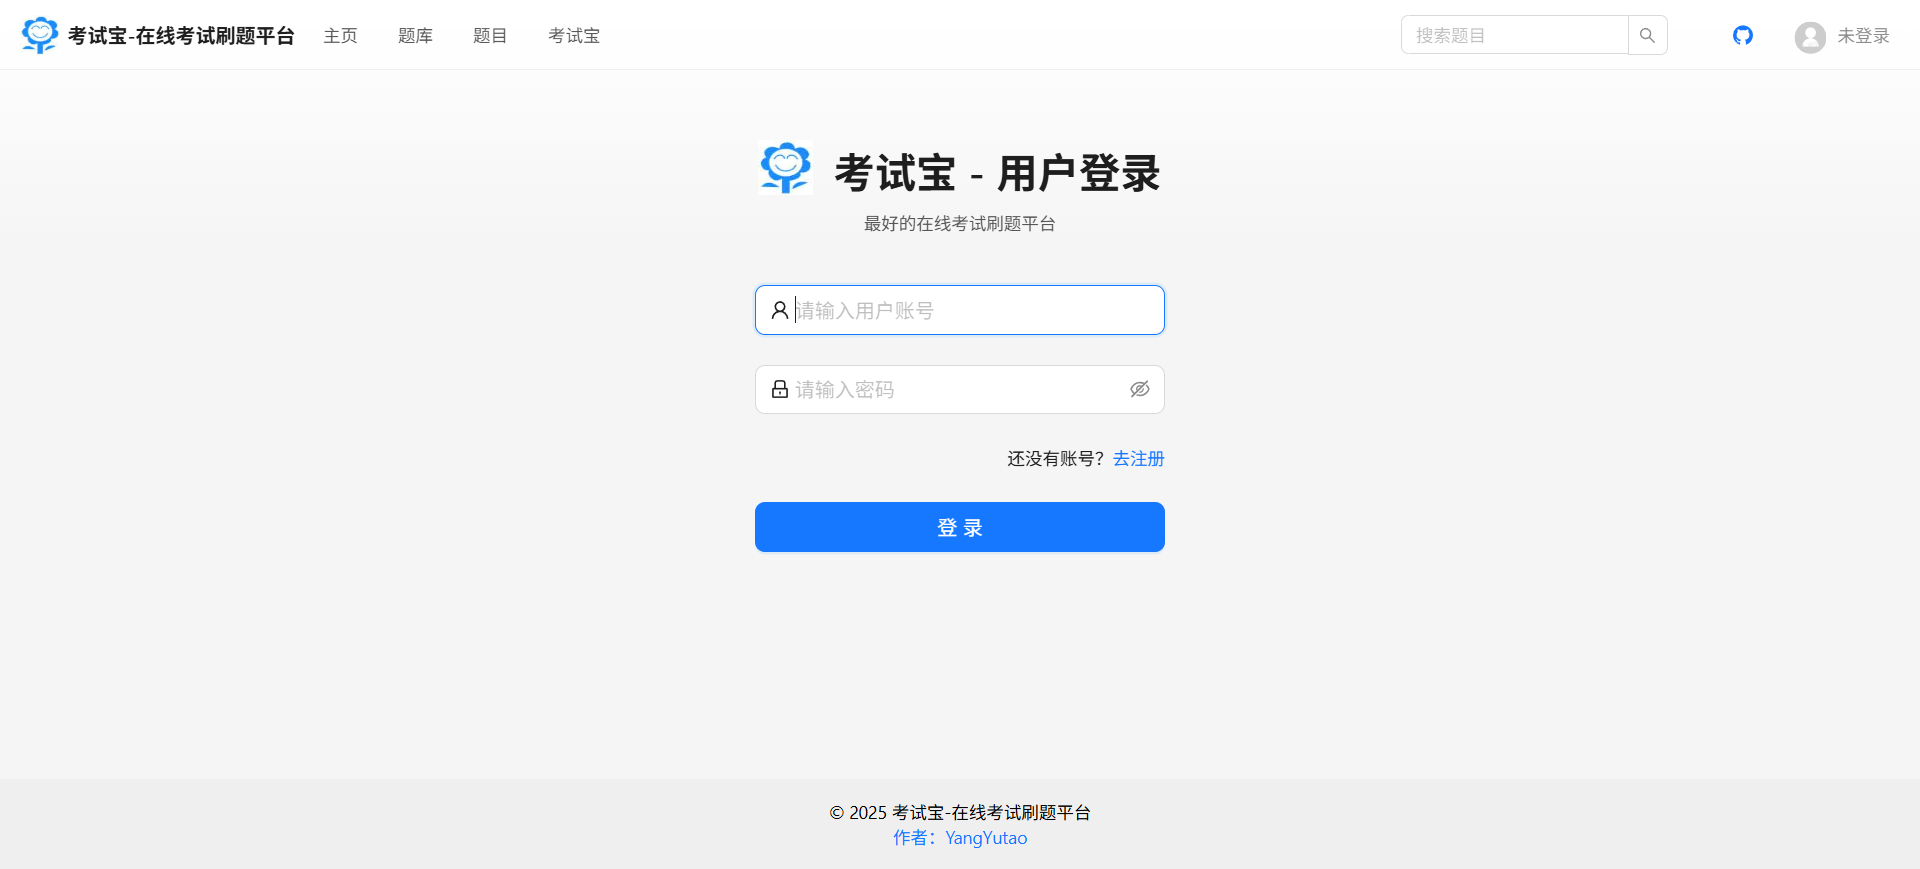 考试宝-在线考试刷题平台 主页 题库 题目 考试宝 搜索题目 未登录
考试宝 - 用户登录
最好的在线考试刷题平台
请输入用户账号
请输入密码
还没有账号？去注册
登 录
© 2025 考试宝-在线考试刷题平台
作者：YangYutao